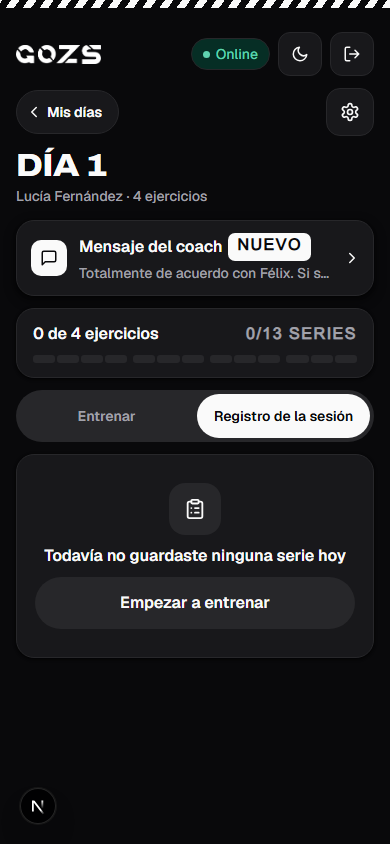 GOZS
Online
Mis días
DÍA 1
Lucía Fernández · 4 ejercicios
Mensaje del coach NUEVO
Totalmente de acuerdo con Félix. Si s...
0 de 4 ejercicios
0/13 SERIES
Entrenar
Registro de la sesión
Todavía no guardaste ninguna serie hoy
Empezar a entrenar
N